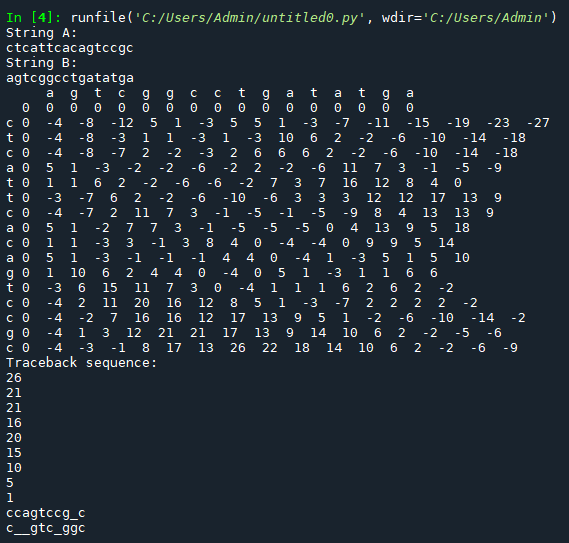 In [4]: runfile('C:/Users/Admin/untitled0.py', wdir='C:/Users/Admin')
String A:
ctcattcacagtccgc
String B:
agtcggcctgatatga
a g t c g g c c t g a t a t g a
0 0 0 0 0 0 0 0 0 0 0 0 0 0 0 0 0
c 0 -4 -8 -12 5 1 -3 5 5 1 -3 -7 -11 -15 -19 -23 -27
t 0 -4 -8 -3 1 1 -3 1 -3 10 6 2 -2 -6 -10 -14 -18
c 0 -4 -8 -7 2 -2 -3 2 6 6 6 2 -2 -6 -10 -14 -18
a 0 5 1 -3 -2 -2 -6 -2 2 -2 -6 11 7 3 -1 -5 -9
t 0 1 1 6 2 -2 -6 -6 -2 7 3 7 16 12 8 4 0
t 0 -3 -7 6 2 -2 -6 -10 -6 3 3 3 12 12 17 13 9
c 0 -4 -7 2 11 7 3 -1 -5 -1 -5 -9 8 4 13 13 9
a 0 5 1 -2 7 7 3 -1 -5 -5 -5 0 4 13 9 5 18
c 0 1 1 -3 3 -1 3 8 4 0 -4 -4 0 9 9 5 14
a 0 5 1 -3 -1 -1 -1 4 4 0 -4 1 -3 5 1 5 10
g 0 1 10 6 2 4 4 0 -4 0 5 1 -3 1 1 6 6
t 0 -3 6 15 11 7 3 0 -4 1 1 1 6 2 6 2 -2
c 0 -4 2 11 20 16 12 8 5 1 -3 -7 2 2 2 2 -2
c 0 -4 -2 7 16 16 12 17 13 9 5 1 -2 -6 -10 -14 -2
g 0 -4 1 3 12 21 21 17 13 9 14 10 6 2 -2 -5 -6
c 0 -4 -3 -1 8 17 13 26 22 18 14 10 6 2 -2 -6 -9
Traceback sequence:
26
21
21
16
20
15
10
5
1
ccagtccg_c
c__gtc_ggc